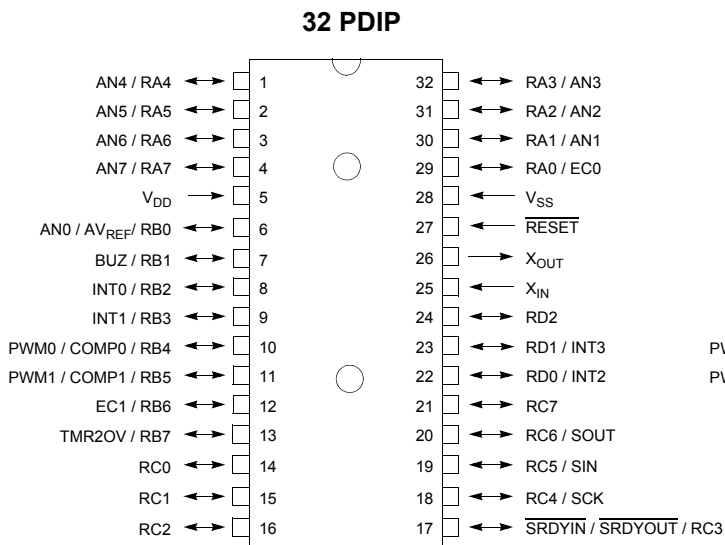 32 PDIP
AN4 / RA4 1 32 RA3 / AN3
AN5 / RA5 2 31 RA2 / AN2
AN6 / RA6 3 30 RA1 / AN1
AN7 / RA7 4 29 RA0 / EC0
VDD 5 28 VSS
AN0 / AVREF/ RB0 6 27 RESET
BUZ / RB1 7 26 XOUT
INT0 / RB2 8 25 XIN
INT1 / RB3 9 24 RD2
PWM0 / COMP0 / RB4 10 23 RD1 / INT3 PW
PWM1 / COMP1 / RB5 11 22 RD0 / INT2 PW
EC1 / RB6 12 21 RC7
TMR2OV / RB7 13 20 RC6 / SOUT
RC0 14 19 RC5 / SIN
RC1 15 18 RC4 / SCK
RC2 16 17 SRDYIN / SRDYOUT / RC3